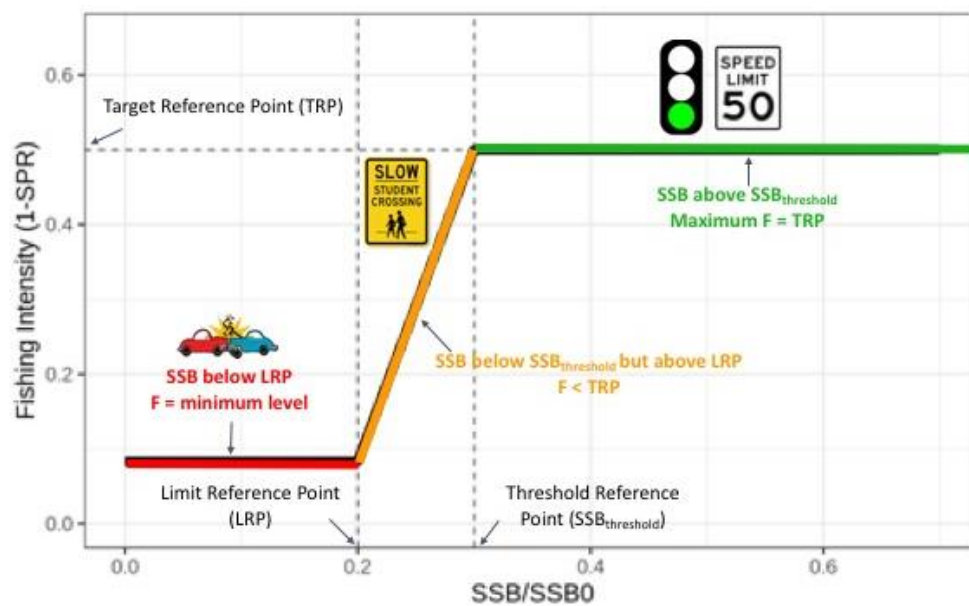 0.6
Target Reference Point (TRP)
SPEED
LIMIT
50
SLOW
STUDENT
CROSSING
SSB above SSBthreshold
Maximum F = TRP
0.4
Fishing Intensity (1-SPR)
SSB below SSBthreshold but above LRP
F < TRP
0.2
SSB below LRP
F = minimum level
Limit Reference Point
(LRP)
Threshold Reference
Point (SSBthreshold)
0.0
0.0
0.2
0.4
0.6
SSB/SSB0